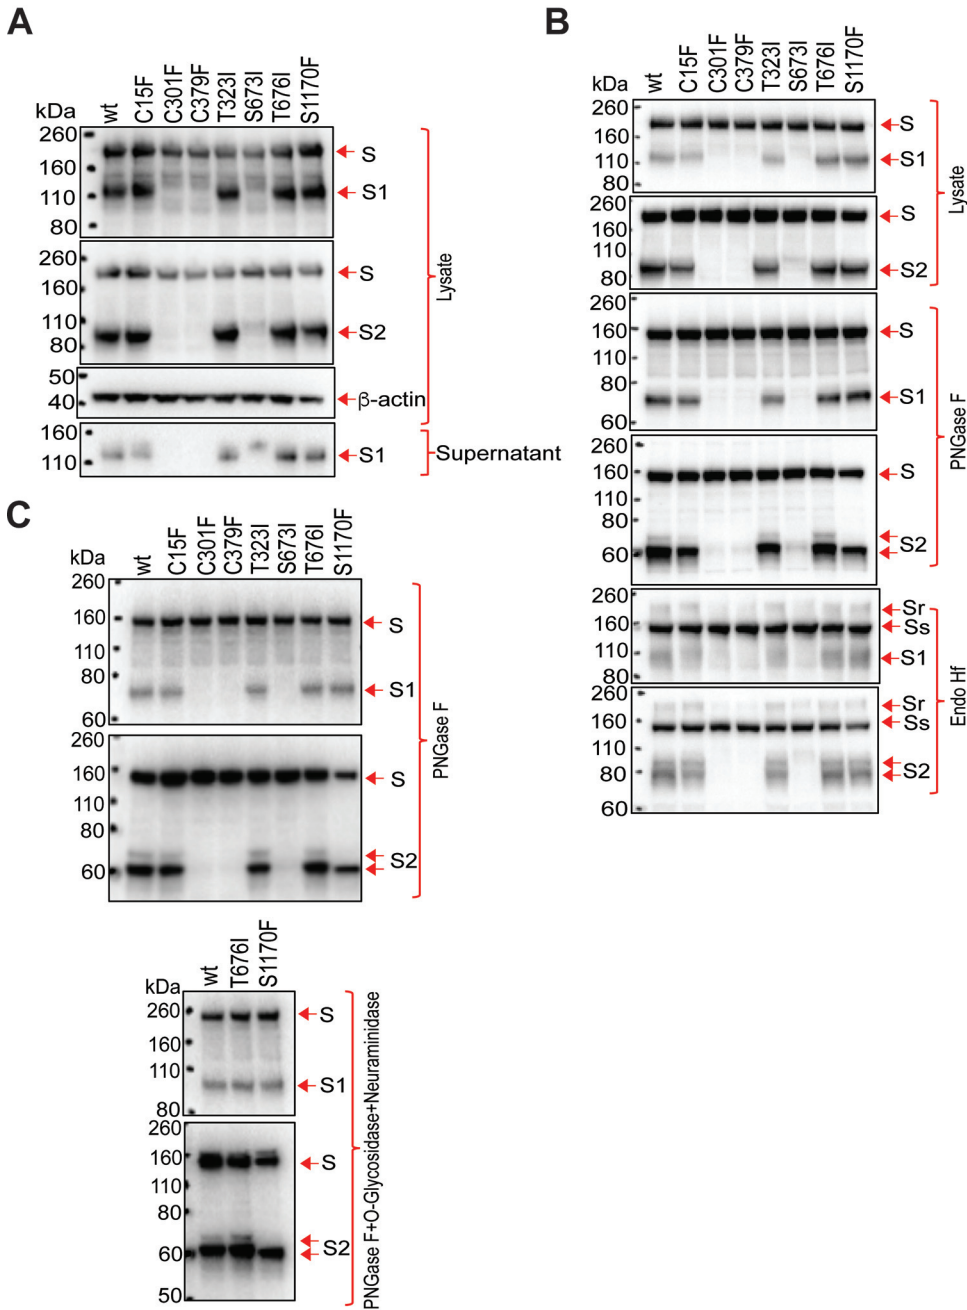 A
kDa
wt
C15F
C301F
C379F
T323I
S673I
T676I
S1170F
260
160
110
80
S
S1
260
110
80
S
S2
Lysate
50
40
β-actin
160
110
S1
Supernatant
B
kDa
wt
C15F
C301F
C379F
T323I
S673I
T676I
S1170F
260
160
110
80
S
S1
260
160
110
80
S
S2
Lysate
260
160
110
80
60
S
S1
260
160
110
80
60
S
S2
PNGase F
260
160
110
80
Sr
Ss
S1
260
160
110
80
60
Sr
Ss
S2
Endo Hf
C
kDa
wt
C15F
C301F
C379F
T323I
S673I
T676I
S1170F
260
160
110
80
60
S
S1
260
160
110
80
60
S
S2
PNGase F
kDa
wt
T676I
S1170F
260
160
110
80
S
S1
260
160
110
80
60
50
S
S2
PNGase F+O-Glycosidase+Neuraminidase